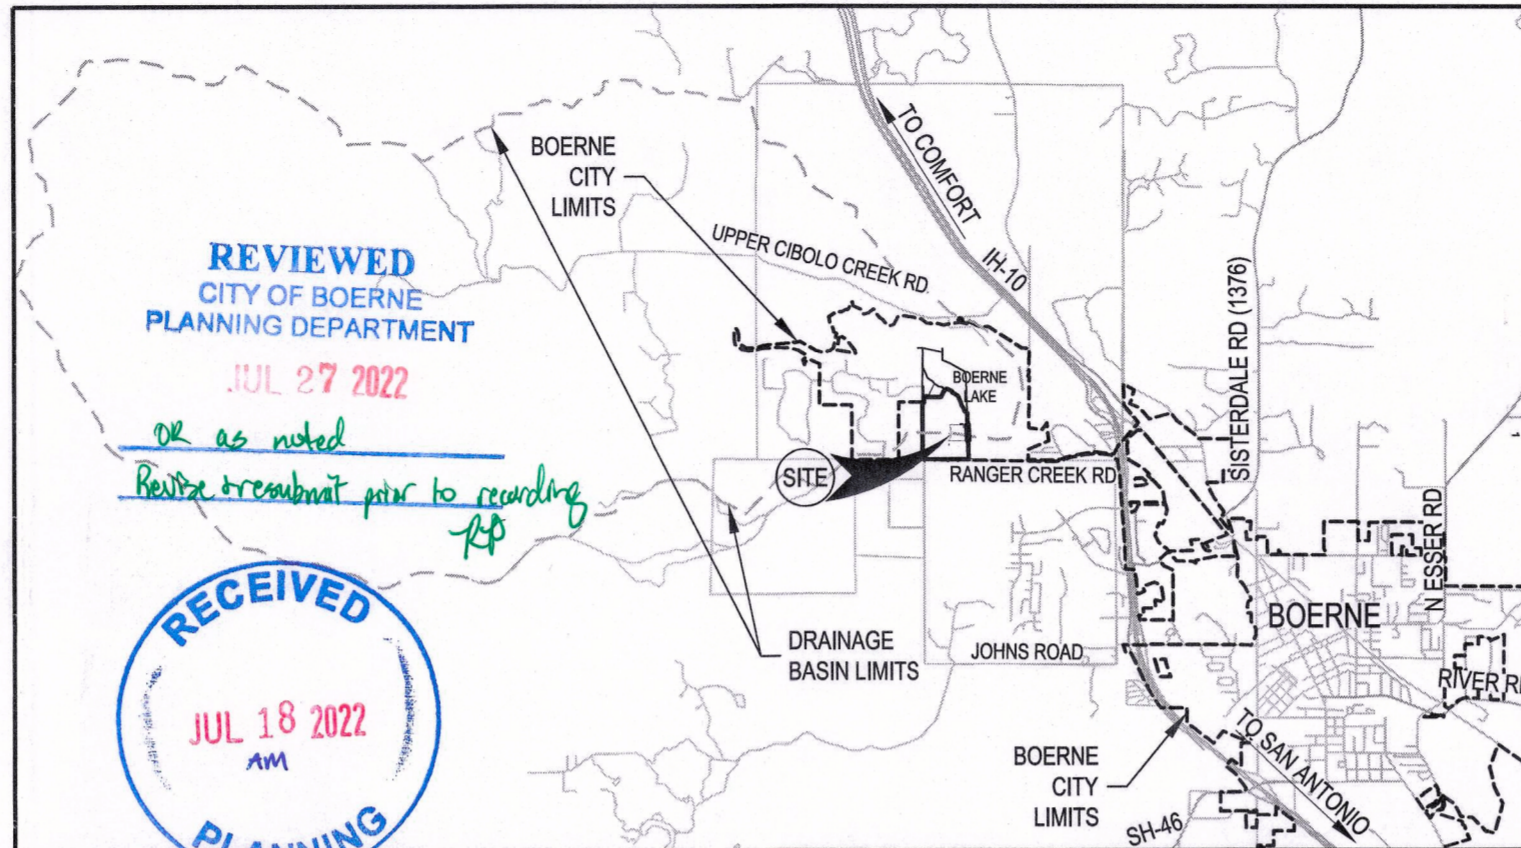 BOERNE
CITY
LIMITS
TO COMFORT
UPPER CIBOLO CREEK RD.
IH-10
SISTERDALE RD (1376)
REVIEWED
CITY OF BOERNE
PLANNING DEPARTMENT
JUL 27 2022
OK as noted
Revise & resubmit prior to recording
RP
BOERNE
LAKE
SITE
RANGER CREEK RD
N ESSER RD
BOERNE
RECEIVED
JUL 18 2022
AM
PLANNING
DRAINAGE
BASIN LIMITS
JOHNS ROAD
RIVER R
TO SAN ANTONIO
BOERNE
CITY
LIMITS
SH-46